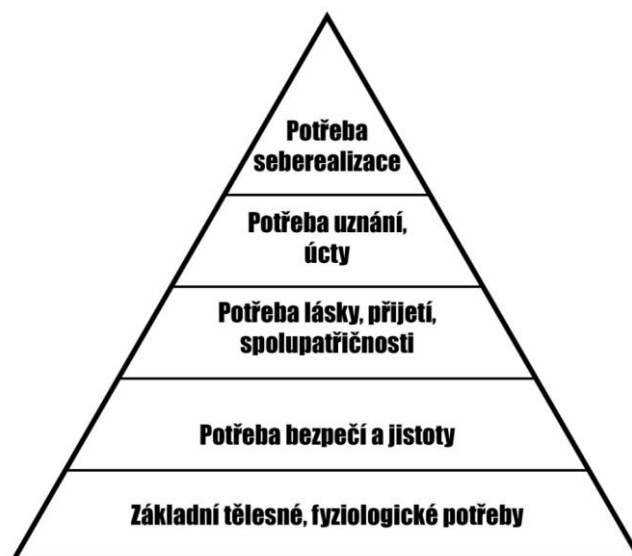 Potřeba
seberealizace
Potřeba uznání,
úcty
Potřeba lásky, přijetí,
spolupatřičnosti
Potřeba bezpečí a jistoty
Základní tělesné, fyziologické potřeby